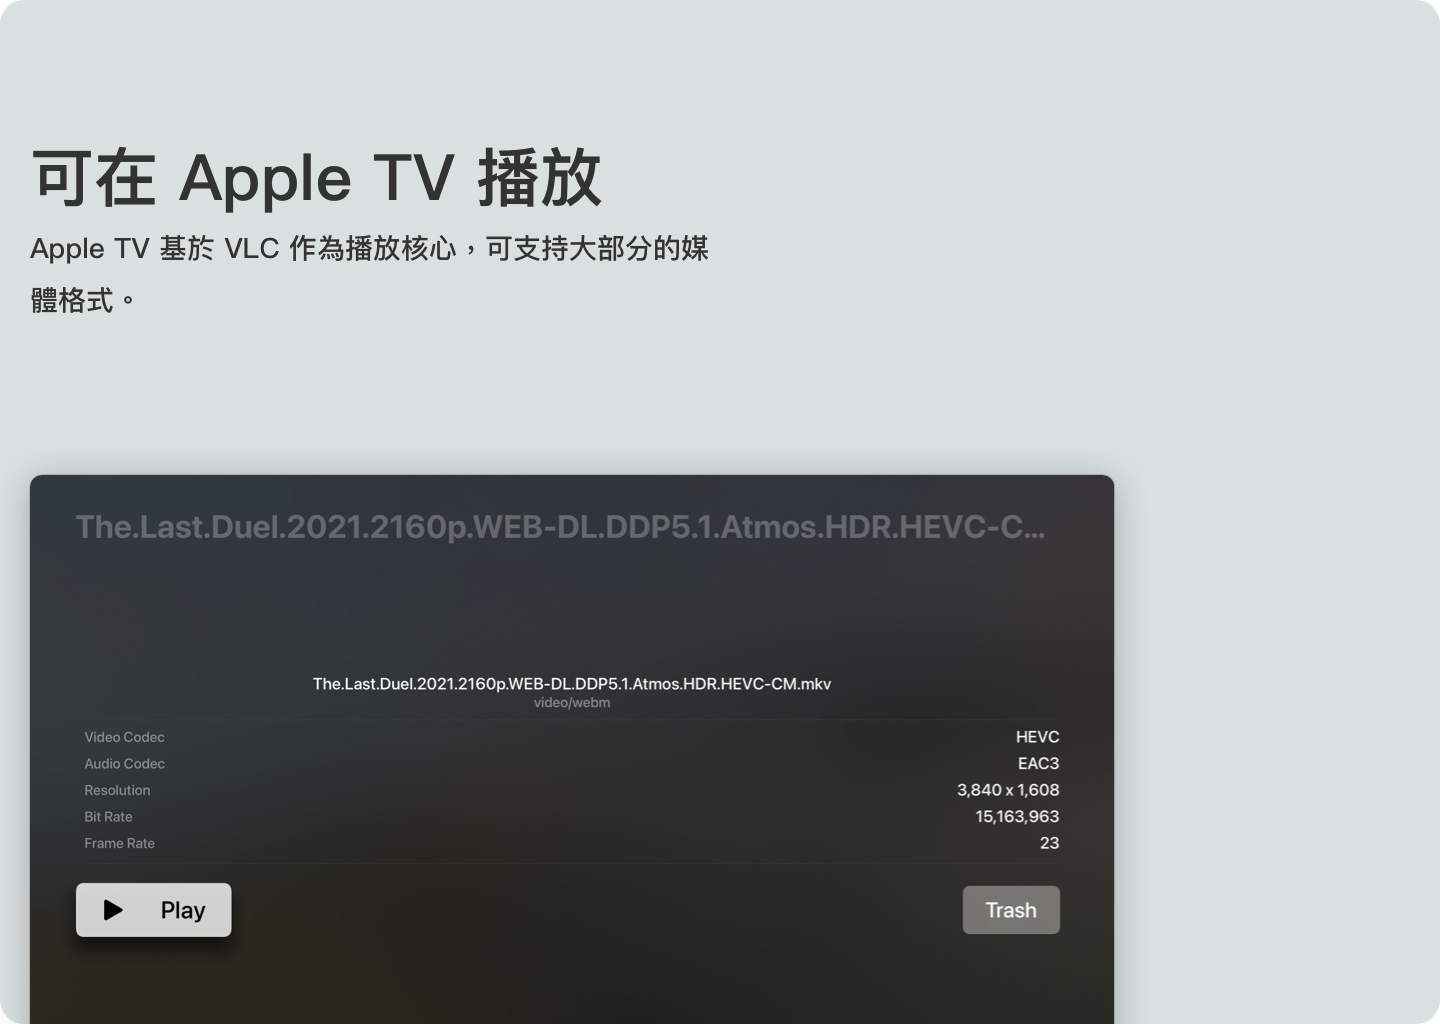 可在 Apple TV 播放
Apple TV 基於 VLC 作為播放核心，可支持大部分的媒
體格式。
The.Last.Duel.2021.2160p.WEB-DL.DDP5.1.Atmos.HDR.HEVC-C...
The.Last.Duel.2021.2160p.WEB-DL.DDP5.1.Atmos.HDR.HEVC-CM.mkv
video/webm
Video Codec HEVC
Audio Codec EAC3
Resolution 3,840 x 1,608
Bit Rate 15,163,963
Frame Rate 23
Play Trash